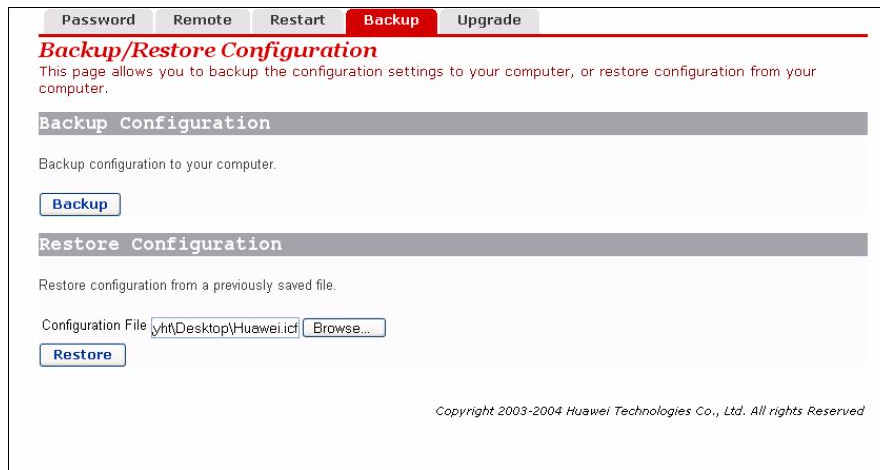 Password Remote Restart Backup Upgrade
Backup/Restore Configuration
This page allows you to backup the configuration settings to your computer, or restore configuration from your
computer.
Backup Configuration
Backup configuration to your computer.
Backup
Restore Configuration
Restore configuration from a previously saved file.
Configuration File yht\Desktop\Huawei.icf Browse...
Restore
Copyright 2003-2004 Huawei Technologies Co., Ltd. All rights Reserved